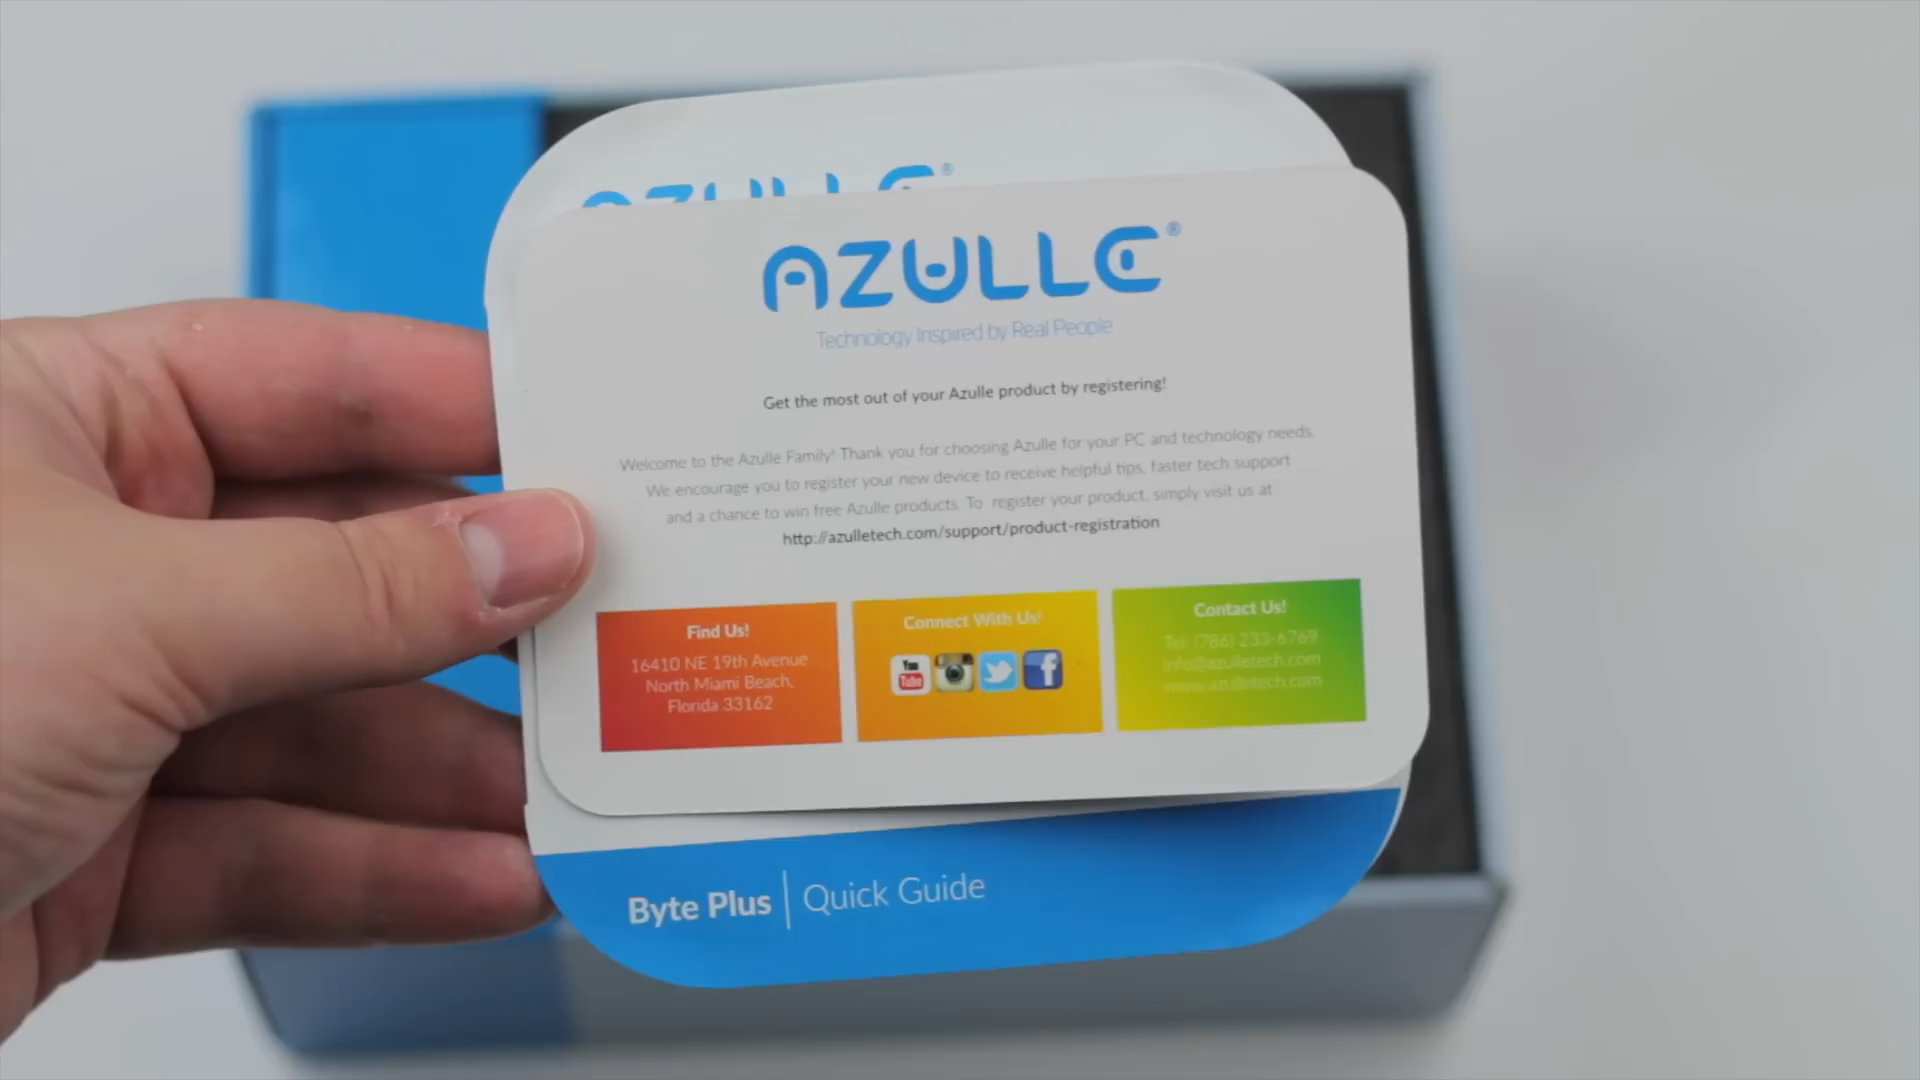 AZULLE®
AZULLE®
Technology Inspired by Real People
Get the most out of your Azulle product by registering!
Welcome to the Azulle Family! Thank you for choosing Azulle for your PC and technology needs.
We encourage you to register your new device to receive helpful tips, faster tech support
and a chance to win free Azulle products. To register your product, simply visit us at
http://azulletech.com/support/product-registration
Find Us!
16410 NE 19th Avenue
North Miami Beach,
Florida 33162
Connect With Us!
You
Tube
f
Contact Us!
Tel: (786) 233-6769
info@azulletech.com
www.azulletech.com
Byte Plus | Quick Guide